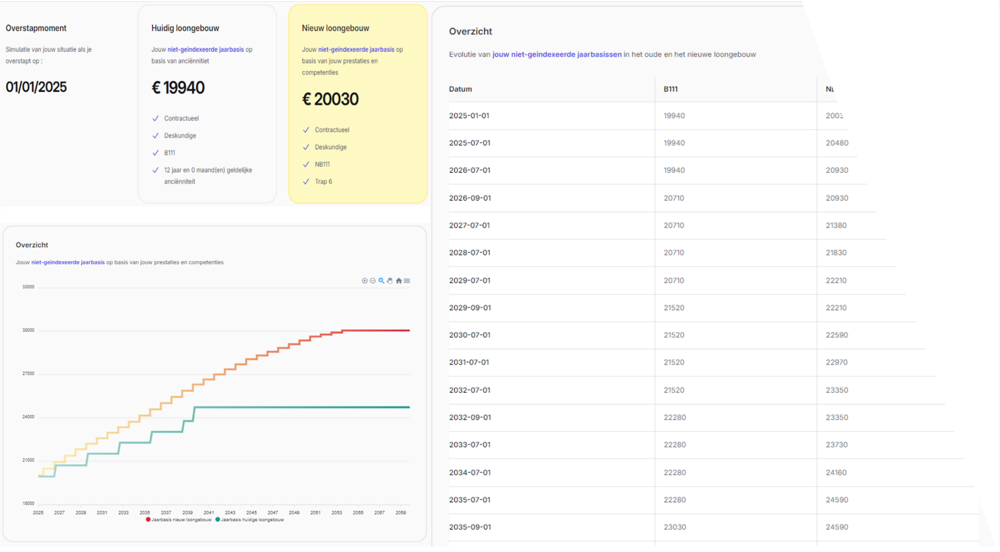 Overstapmoment
Simulatie van jouw situatie als je
overstapt op :
01/01/2025
Huidig loongebouw
Jouw niet-geindexeerde jaarbasis op
basis van anciënnitiet
€ 19940
Contractueel
Deskundige
B111
12 jaar en 0 maand(en) geldelijke
anciënniteit
Nieuw loongebouw
Jouw niet-geindexeerde jaarbasis op
basis van jouw prestaties en
competenties
€ 20030
Contractueel
Deskundige
NB111
Trap 6
Overzicht
Jouw niet-geindexeerde jaarbasis op basis van jouw prestaties en competenties
33000
30000
27000
24000
21000
18000
2025 2027 2029 2031 2033 2035 2037 2039 2041 2043 2045 2047 2049 2051 2053 2055 2057 2059
Jaarbasis nieuw loongebouw Jaarbasis huidige loongebouw
Overzicht
Evolutie van jouw niet-geindexeerde jaarbasissen in het oude en het nieuwe loongebouw
Datum B111
2025-01-01 19940
2025-07-01 19940 20480
2026-07-01 19940 20930
2026-09-01 20710 20930
2027-07-01 20710 21380
2028-07-01 20710 21830
2029-07-01 20710 22210
2029-09-01 21520 22210
2030-07-01 21520 22590
2031-07-01 21520 22970
2032-07-01 21520 23350
2032-09-01 22280 23350
2033-07-01 22280 23730
2034-07-01 22280 24160
2035-07-01 22280 24590
2035-09-01 23030 24590